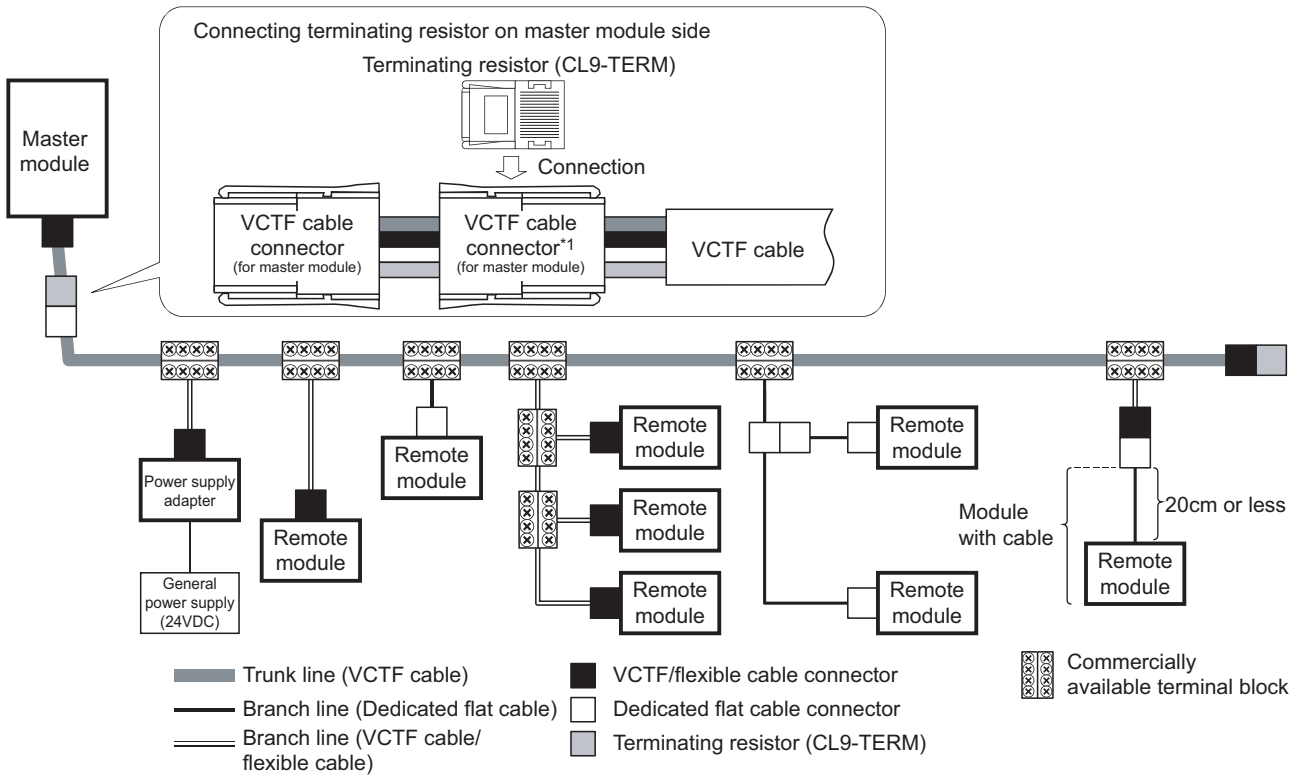 Connecting terminating resistor on master module side
Terminating resistor (CL9-TERM)
Connection
Master
module
VCTF cable
connector
(for master module)
VCTF cable
connector*1
(for master module)
VCTF cable
Power supply
adapter
General
power supply
(24VDC)
Remote
module
Remote
module
Remote
module
Remote
module
Remote
module
Remote
module
Remote
module
Module
with cable
20cm or less
Remote
module
Trunk line (VCTF cable)
Branch line (Dedicated flat cable)
Branch line (VCTF cable/
flexible cable)
VCTF/flexible cable connector
Dedicated flat cable connector
Terminating resistor (CL9-TERM)
Commercially
available terminal block